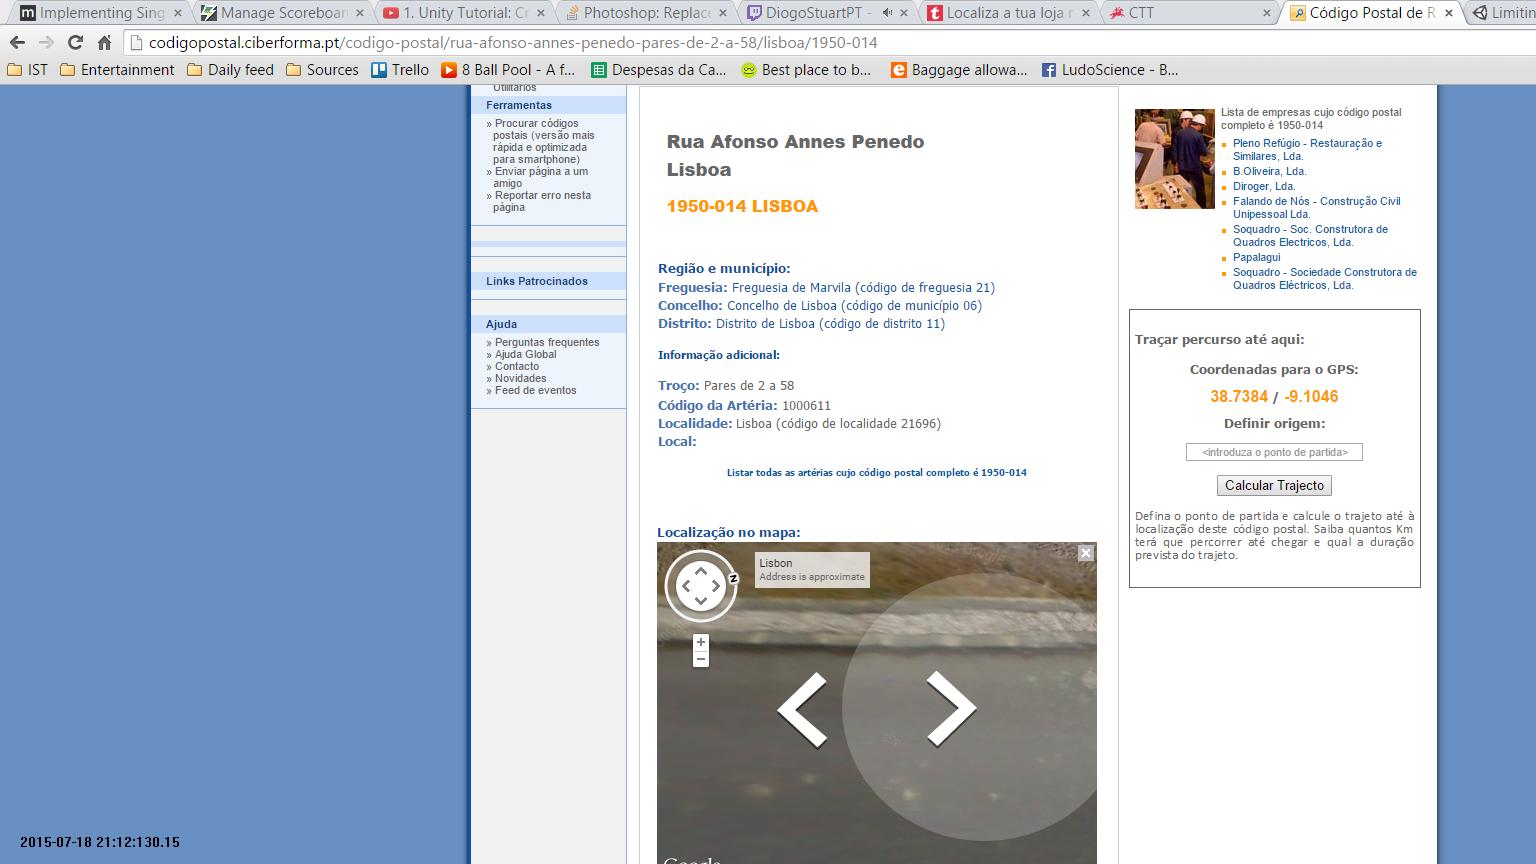 Implementing Sing
Manage Scoreboar
1. Unity Tutorial: Cr
Photoshop: Replace
DiogoStuartPT -
Localiza a tua loja n
CTT
Código Postal de R
Limitin
codigopostal.ciberforma.pt/codigo-postal/rua-afonso-annes-penedo-pares-de-2-a-58/lisboa/1950-014
IST
Entertainment
Daily feed
Sources
Trello
8 Ball Pool - A f...
Despesas da Ca...
Best place to b...
Baggage allowa...
LudoScience - B...
Utilitários
Ferramentas
» Procurar códigos
postais (versão mais
rápida e optimizada
para smartphone)
» Enviar página a um
amigo
» Reportar erro nesta
página
Links Patrocinados
Ajuda
» Perguntas frequentes
» Ajuda Global
» Contacto
» Novidades
» Feed de eventos
Rua Afonso Annes Penedo
Lisboa
1950-014 LISBOA
Região e município:
Freguesia: Freguesia de Marvila (código de freguesia 21)
Concelho: Concelho de Lisboa (código de município 06)
Distrito: Distrito de Lisboa (código de distrito 11)
Informação adicional:
Troço: Pares de 2 a 58
Código da Artéria: 1000611
Localidade: Lisboa (código de localidade 21696)
Local:
Listar todas as artérias cujo código postal completo é 1950-014
Localização no mapa:
Lisbon
Address is approximate
N
Google
Lista de empresas cujo código postal
completo é 1950-014
Pleno Refúgio - Restauração e
Similares, Lda.
B.Oliveira, Lda.
Diroger, Lda.
Falando de Nós - Construção Civil
Unipessoal Lda.
Soquadro - Soc. Construtora de
Quadros Electricos, Lda.
Papalagui
Soquadro - Sociedade Construtora de
Quadros Eléctricos, Lda.
Traçar percurso até aqui:
Coordenadas para o GPS:
38.7384 / -9.1046
Definir origem:
<introduza o ponto de partida>
Calcular Trajecto
Defina o ponto de partida e calcule o trajeto até à
localização deste código postal. Saiba quantos Km
terá que percorrer até chegar e qual a duração
prevista do trajeto.
2015-07-18 21:12:130.15